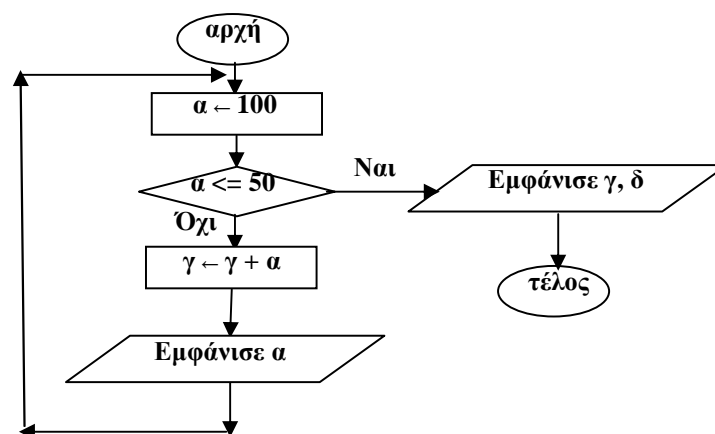 αρχή
α ← 100
α <= 50
Ναι
Εμφάνισε γ, δ
Όχι
γ ← γ + α
τέλος
Εμφάνισε α